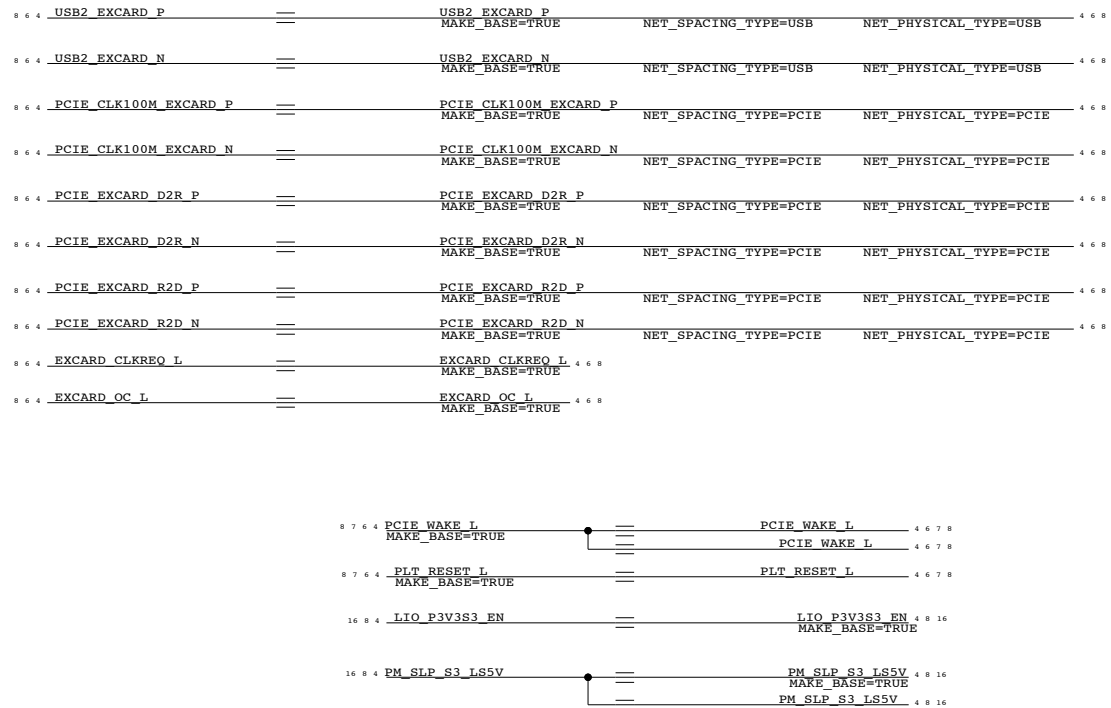 8 6 4 USB2_EXCARD_P USB2_EXCARD_P 4 6 8
MAKE_BASE=TRUE NET_SPACING_TYPE=USB NET_PHYSICAL_TYPE=USB
8 6 4 USB2_EXCARD_N USB2_EXCARD_N 4 6 8
MAKE_BASE=TRUE NET_SPACING_TYPE=USB NET_PHYSICAL_TYPE=USB
8 6 4 PCIE_CLK100M_EXCARD_P PCIE_CLK100M_EXCARD_P 4 6 8
MAKE_BASE=TRUE NET_SPACING_TYPE=PCIE NET_PHYSICAL_TYPE=PCIE
8 6 4 PCIE_CLK100M_EXCARD_N PCIE_CLK100M_EXCARD_N 4 6 8
MAKE_BASE=TRUE NET_SPACING_TYPE=PCIE NET_PHYSICAL_TYPE=PCIE
8 6 4 PCIE_EXCARD_D2R_P PCIE_EXCARD_D2R_P 4 6 8
MAKE_BASE=TRUE NET_SPACING_TYPE=PCIE NET_PHYSICAL_TYPE=PCIE
8 6 4 PCIE_EXCARD_D2R_N PCIE_EXCARD_D2R_N 4 6 8
MAKE_BASE=TRUE NET_SPACING_TYPE=PCIE NET_PHYSICAL_TYPE=PCIE
8 6 4 PCIE_EXCARD_R2D_P PCIE_EXCARD_R2D_P 4 6 8
MAKE_BASE=TRUE NET_SPACING_TYPE=PCIE NET_PHYSICAL_TYPE=PCIE
8 6 4 PCIE_EXCARD_R2D_N PCIE_EXCARD_R2D_N 4 6 8
MAKE_BASE=TRUE NET_SPACING_TYPE=PCIE NET_PHYSICAL_TYPE=PCIE
8 6 4 EXCARD_CLKREQ_L EXCARD_CLKREQ_L 4 6 8
MAKE_BASE=TRUE
8 6 4 EXCARD_OC_L EXCARD_OC_L 4 6 8
MAKE_BASE=TRUE
8 7 6 4 PCIE_WAKE_L PCIE_WAKE_L 4 6 7 8
MAKE_BASE=TRUE PCIE_WAKE_L 4 6 7 8
8 7 6 4 PLT_RESET_L PLT_RESET_L 4 6 7 8
MAKE_BASE=TRUE
16 8 4 LIO_P3V3S3_EN LIO_P3V3S3_EN 4 8 16
MAKE_BASE=TRUE
16 8 4 PM_SLP_S3_LS5V PM_SLP_S3_LS5V 4 8 16
MAKE_BASE=TRUE
PM_SLP_S3_LS5V 4 8 16